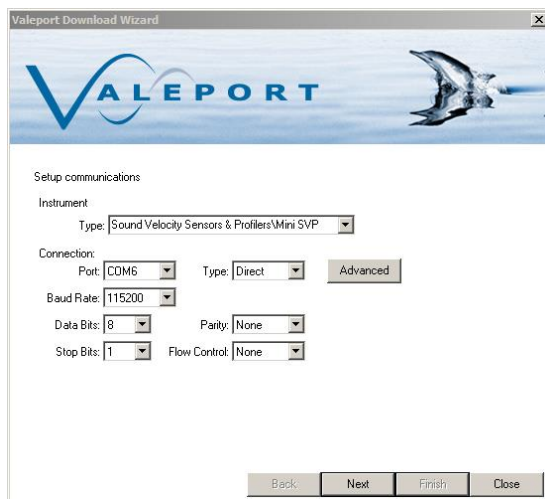 Valeport Download Wizard
VALEPORT
Setup communications
Instrument
Type: Sound Velocity Sensors & Profilers\Mini SVP
Connection:
Port: COM6 Type: Direct Advanced
Baud Rate: 115200
Data Bits: 8 Parity: None
Stop Bits: 1 Flow Control: None
Back Next Finish Close